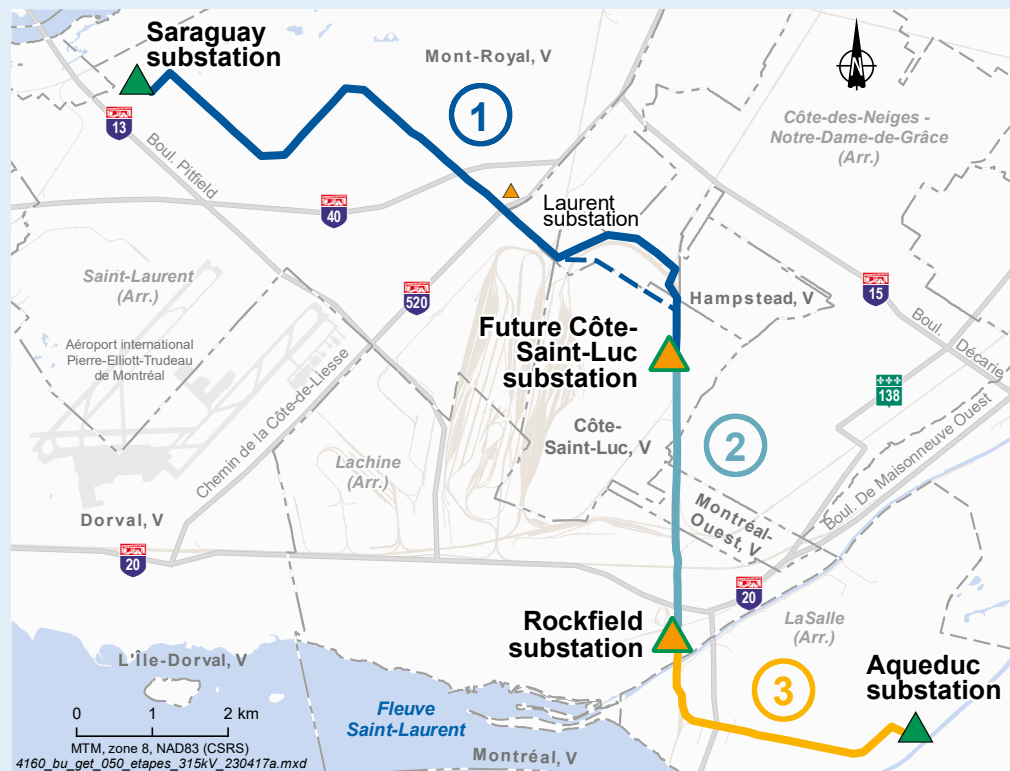 Saraguay
substation
Mont-Royal, V
1
13
Boul. Pitfield
Côte-des-Neiges -
Notre-Dame-de-Grâce
(Arr.)
40
Laurent
substation
Saint-Laurent
(Arr.)
520
Hampstead, V
15
Boul. Décarie
Aéroport international
Pierre-Elliott-Trudeau
de Montréal
Future Côte-
Saint-Luc
substation
138
Chemin de la Côte-de-Liesse
Côte-
Saint-Luc, V
2
Lachine
(Arr.)
Boul. De Maisonneuve Ouest
Montréal-
Ouest, V
Dorval, V
20
20
Rockfield
substation
LaSalle
(Arr.)
L'Île-Dorval, V
3
Aqueduc
substation
Fleuve
Saint-Laurent
0 1 2 km
MTM, zone 8, NAD83 (CSRS)
4160_bu_get_050_etapes_315kV_230417a.mxd
Montréal, V